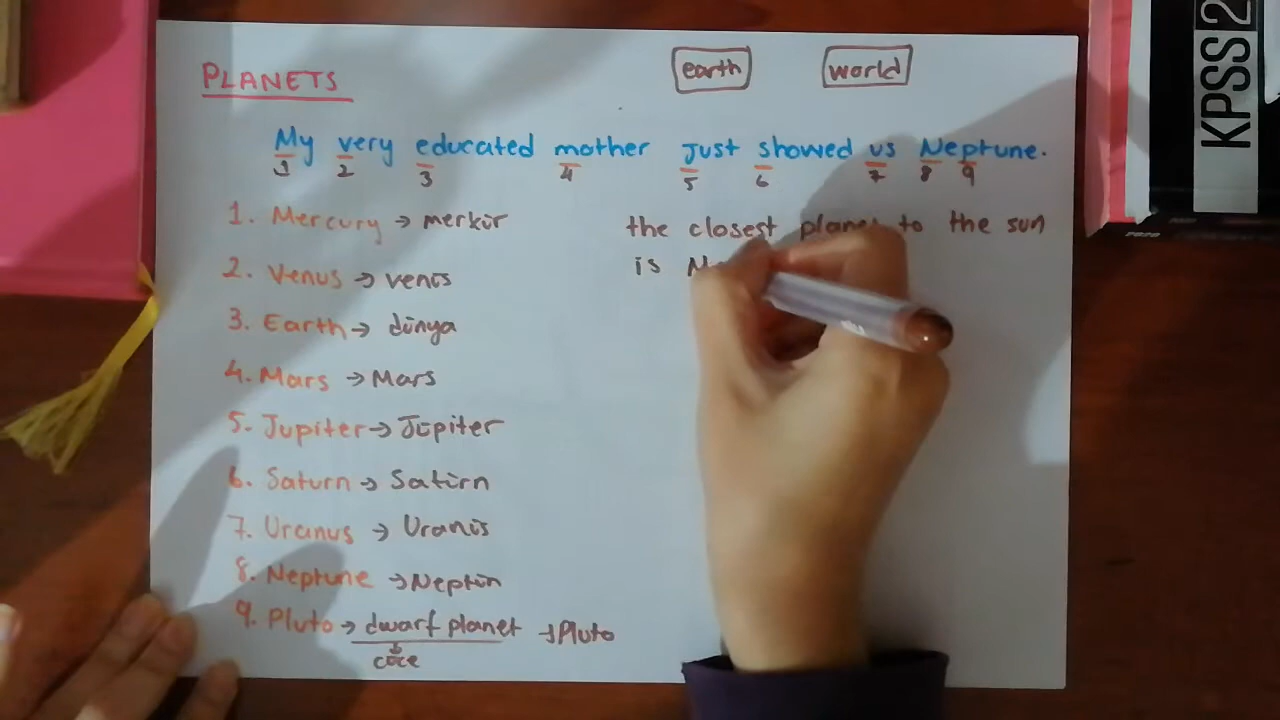 PLANETS
earth
world
My very educated mother Just showed us Neptune.
1 2 3 4 5 6 7 8 9
1. Mercury → merkür
2. Venus → venüs
3. Earth → dünya
4. Mars → Mars
5. Jupiter → Jüpiter
6. Saturn → Satürn
7. Uranus → Uranüs
8. Neptune → Neptün
9. Pluto → dwarf planet → Pluto
cüce
the closest planet to the sun
is
KPSS